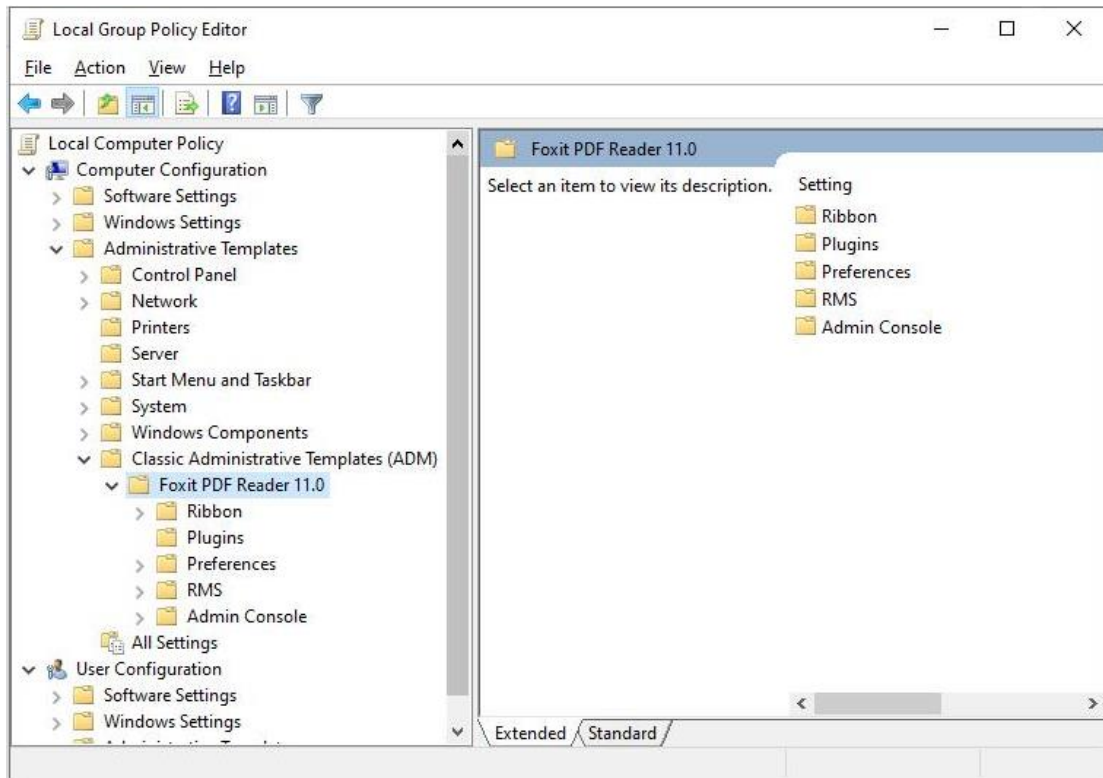 Local Group Policy Editor
File Action View Help
Local Computer Policy
Computer Configuration
Software Settings
Windows Settings
Administrative Templates
Control Panel
Network
Printers
Server
Start Menu and Taskbar
System
Windows Components
Classic Administrative Templates (ADM)
Foxit PDF Reader 11.0
Ribbon
Plugins
Preferences
RMS
Admin Console
All Settings
User Configuration
Software Settings
Windows Settings
Foxit PDF Reader 11.0
Select an item to view its description.
Setting
Ribbon
Plugins
Preferences
RMS
Admin Console
Extended Standard